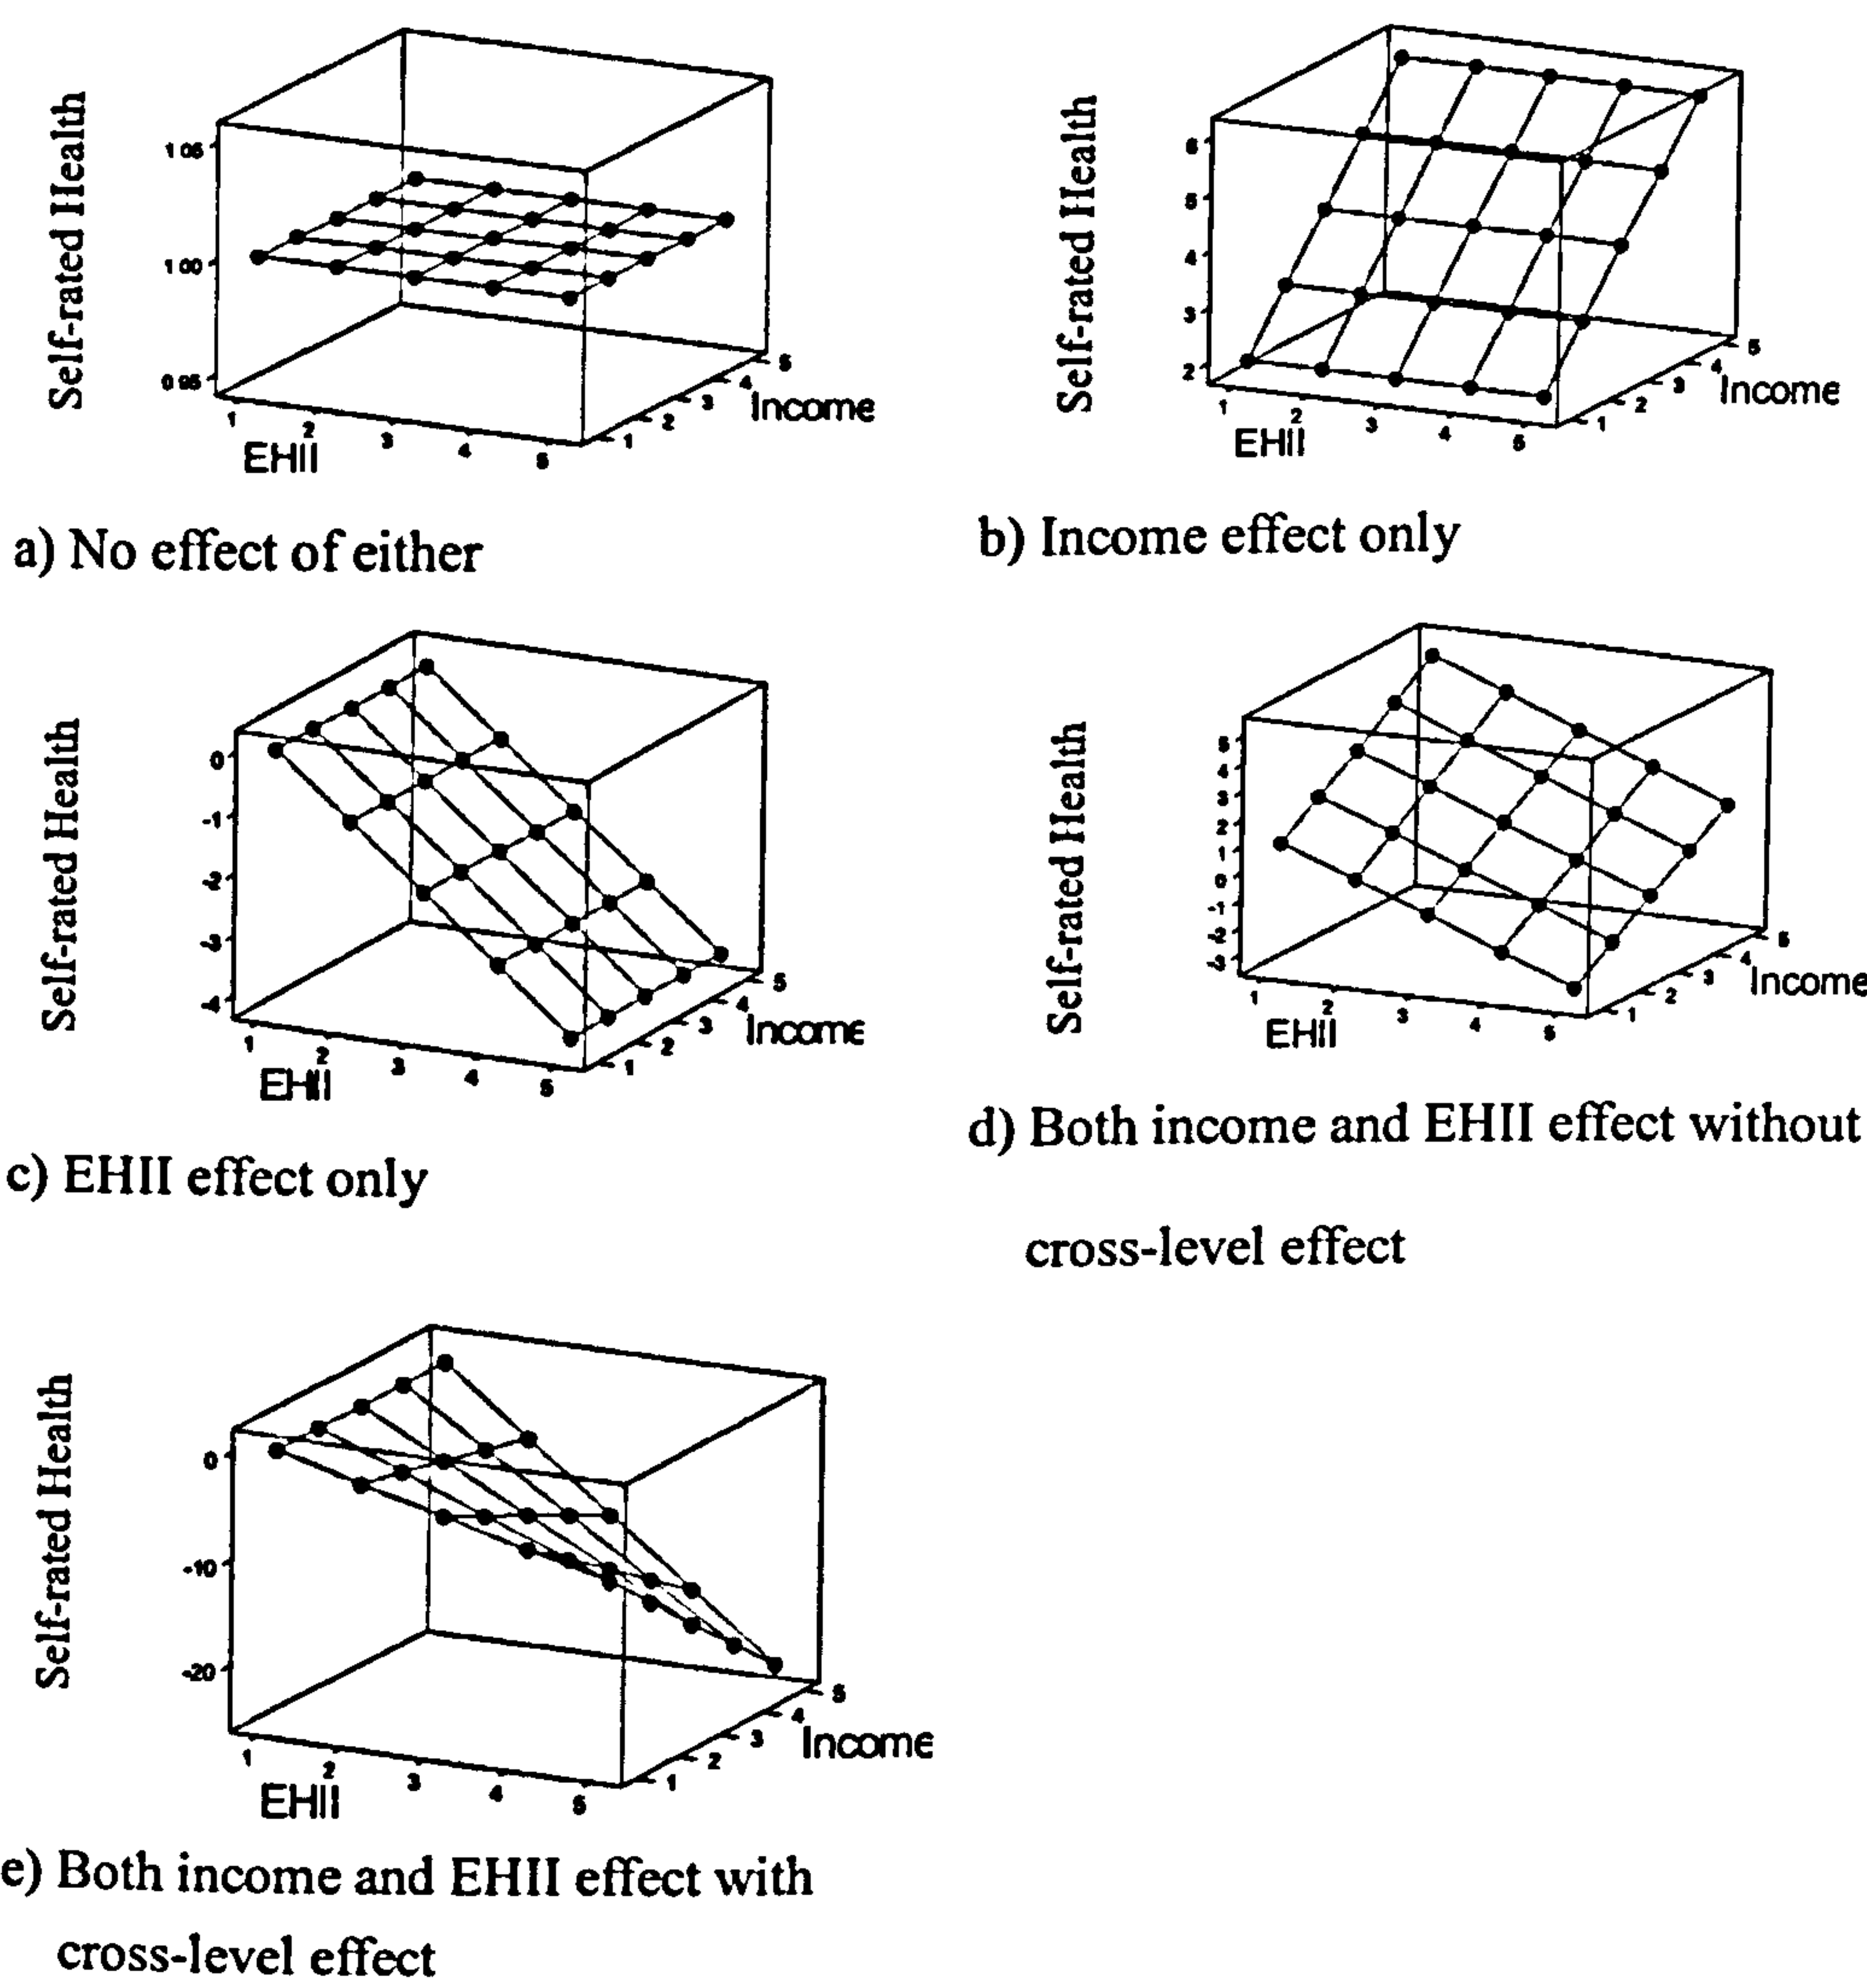 Self-rated Health
1 05
1 00
0 95
1 2 3 4 5
EHII
1 2 3 4 5
Income
a) No effect of either
Self-rated Health
6
5
4
3
2
1 2 3 4 5
EHII
1 2 3 4 5
Income
b) Income effect only
Self-rated Health
0
-1
-2
-3
-4
1 2 3 4 5
EHII
1 2 3 4 5
Income
c) EHII effect only
Self-rated Health
5
4
3
2
1
0
-1
-2
-3
1 2 3 4 5
EHII
1 2 3 4 5
Income
d) Both income and EHII effect without
cross-level effect
Self-rated Health
0
-10
-20
1 2 3 4 5
EHII
1 2 3 4 5
Income
e) Both income and EHII effect with
cross-level effect